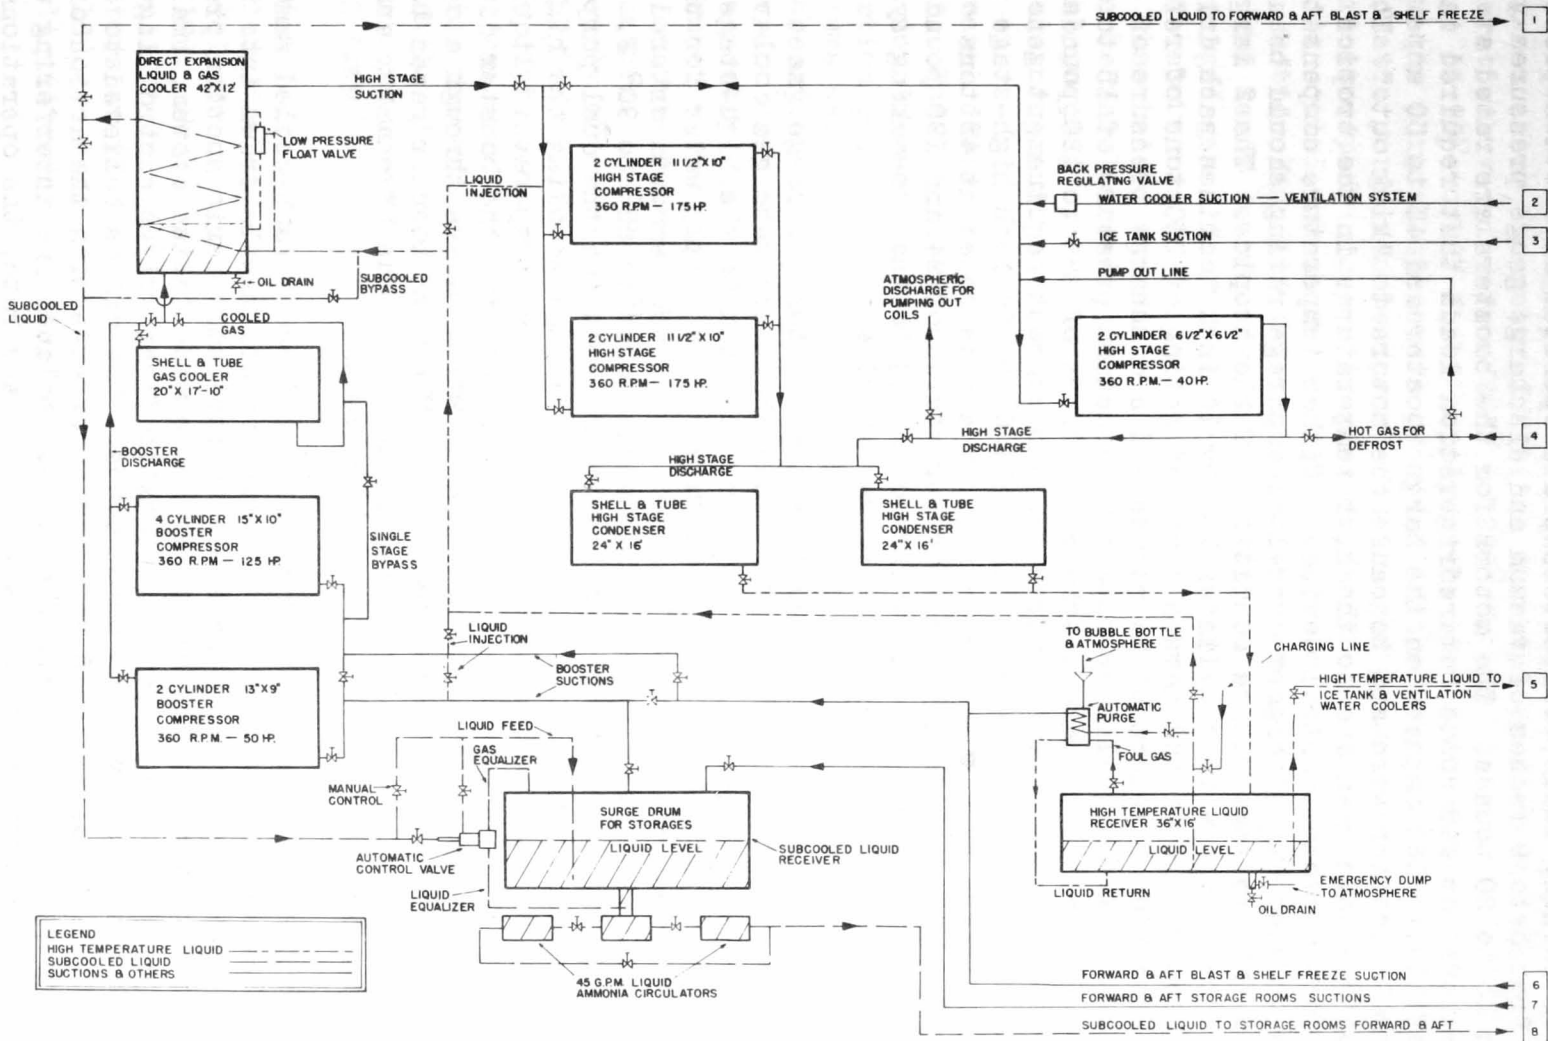 SUBCOOLED LIQUID TO FORWARD & AFT BLAST & SHELF FREEZE
1
DIRECT EXPANSION
LIQUID & GAS
COOLER 42"X12'
HIGH STAGE
SUCTION
LOW PRESSURE
FLOAT VALVE
LIQUID
INJECTION
2 CYLINDER 11 1/2"X10"
HIGH STAGE
COMPRESSOR
360 R.P.M — 175 HP.
BACK PRESSURE
REGULATING VALVE
WATER COOLER SUCTION — VENTILATION SYSTEM
2
ICE TANK SUCTION
3
PUMP OUT LINE
OIL DRAIN
SUBCOOLED
BYPASS
SUBCOOLED
LIQUID
COOLED
GAS
ATMOSPHERIC
DISCHARGE FOR
PUMPING OUT
COILS
2 CYLINDER 11 1/2"X10"
HIGH STAGE
COMPRESSOR
360 R.P.M — 175 HP.
2 CYLINDER 6 1/2"X6 1/2"
HIGH STAGE
COMPRESSOR
360 R.P.M. — 40 HP.
SHELL & TUBE
GAS COOLER
20" X 17'-10"
HIGH STAGE
DISCHARGE
HOT GAS FOR
DEFROST
4
BOOSTER
DISCHARGE
HIGH STAGE
DISCHARGE
4 CYLINDER 15"X10"
BOOSTER
COMPRESSOR
360 R.P.M — 125 HP.
SINGLE
STAGE
BYPASS
SHELL & TUBE
HIGH STAGE
CONDENSER
24" X 16'
SHELL & TUBE
HIGH STAGE
CONDENSER
24" X 16'
LIQUID
INJECTION
TO BUBBLE BOTTLE
& ATMOSPHERE
CHARGING LINE
BOOSTER
SUCTIONS
2 CYLINDER 13"X9"
BOOSTER
COMPRESSOR
360 R.P.M. — 50 HP.
HIGH TEMPERATURE LIQUID TO
ICE TANK & VENTILATION
WATER COOLERS
5
AUTOMATIC
PURGE
LIQUID FEED
GAS
EQUALIZER
FOUL GAS
MANUAL
CONTROL
SURGE DRUM
FOR STORAGES
LIQUID LEVEL
HIGH TEMPERATURE LIQUID
RECEIVER 36"X16'
LIQUID LEVEL
AUTOMATIC
CONTROL VALVE
SUBCOOLED LIQUID
RECEIVER
LIQUID
EQUALIZER
LIQUID RETURN
EMERGENCY DUMP
TO ATMOSPHERE
OIL DRAIN
LEGEND
HIGH TEMPERATURE LIQUID
SUBCOOLED LIQUID
SUCTIONS & OTHERS
45 G.P.M. LIQUID
AMMONIA CIRCULATORS
FORWARD & AFT BLAST & SHELF FREEZE SUCTION
6
FORWARD & AFT STORAGE ROOMS SUCTIONS
7
SUBCOOLED LIQUID TO STORAGE ROOMS FORWARD & AFT
8